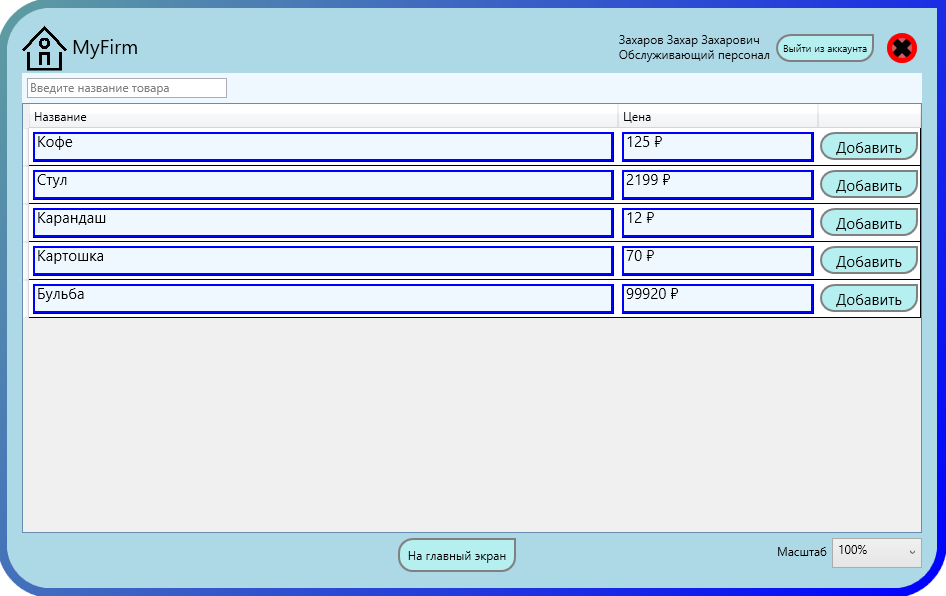 MyFirm
Захаров Захар Захарович
Обслуживающий персонал
Выйти из аккаунта
Введите название товара
Название Цена
Кофе 125 ₽ Добавить
Стул 2199 ₽ Добавить
Карандаш 12 ₽ Добавить
Картошка 70 ₽ Добавить
Бульба 99920 ₽ Добавить
На главный экран
Масштаб 100%